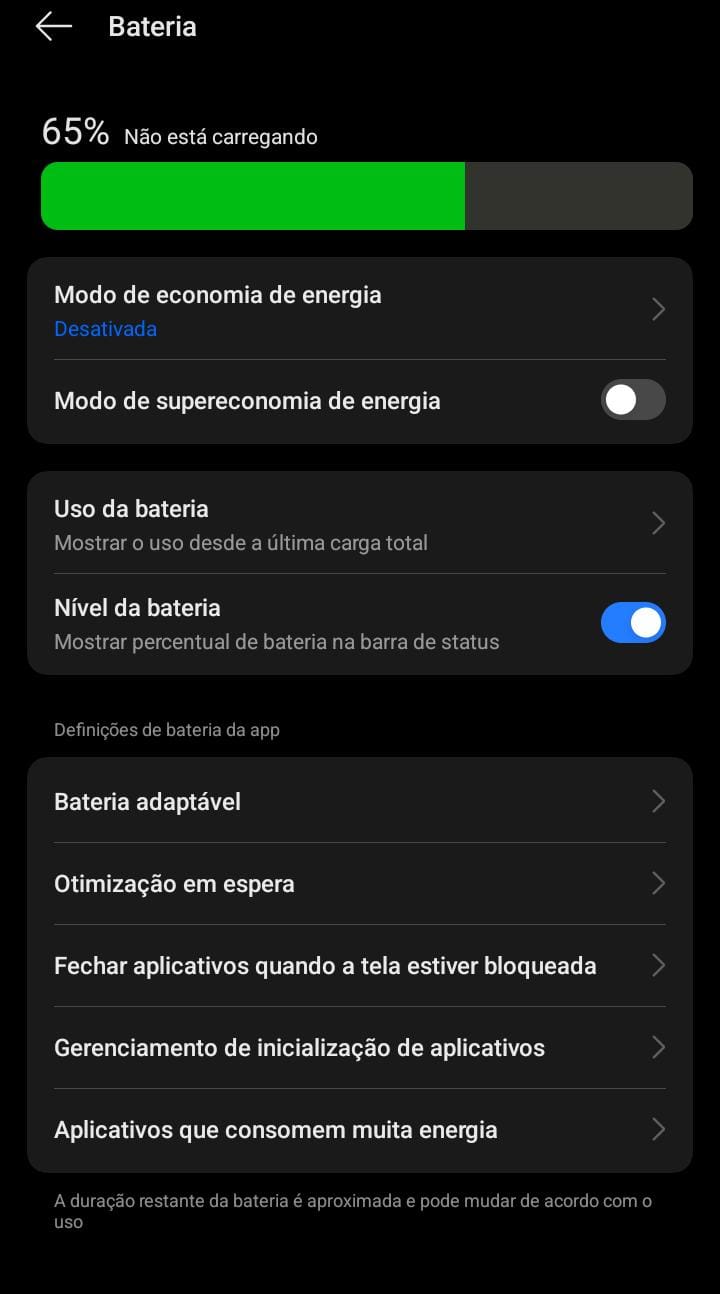 Bateria
65% Não está carregando
Modo de economia de energia
Desativada
Modo de supereconomia de energia
Uso da bateria
Mostrar o uso desde a última carga total
Nível da bateria
Mostrar percentual de bateria na barra de status
Definições de bateria da app
Bateria adaptável
Otimização em espera
Fechar aplicativos quando a tela estiver bloqueada
Gerenciamento de inicialização de aplicativos
Aplicativos que consomem muita energia
A duração restante da bateria é aproximada e pode mudar de acordo com o
uso